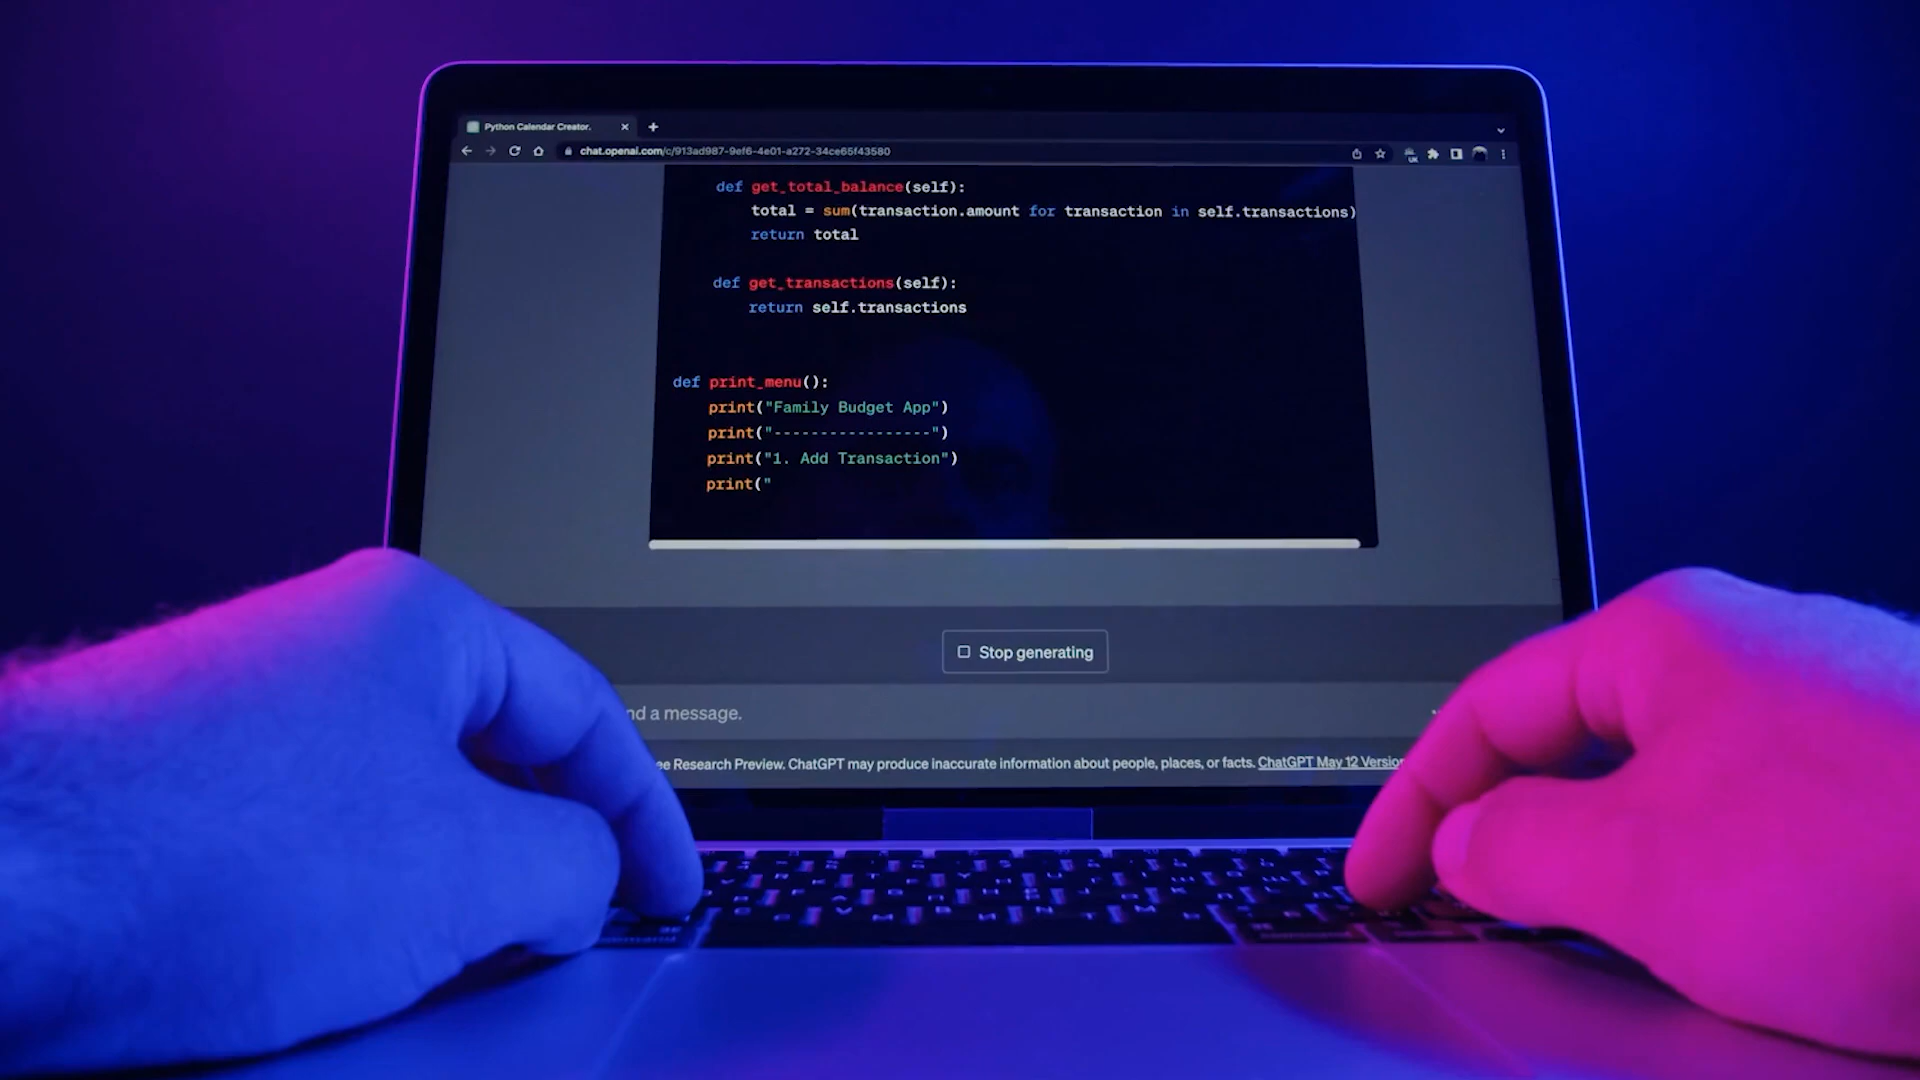 Python Calendar Creator.
chat.openai.com/c/913ad987-9ef6-4e01-a272-34ce65f43580
def get_total_balance(self):
total = sum(transaction.amount for transaction in self.transactions)
return total
def get_transactions(self):
return self.transactions
def print_menu():
print("Family Budget App")
print("-----------------")
print("1. Add Transaction")
print("
Stop generating
nd a message.
ee Research Preview. ChatGPT may produce inaccurate information about people, places, or facts. ChatGPT May 12 Version